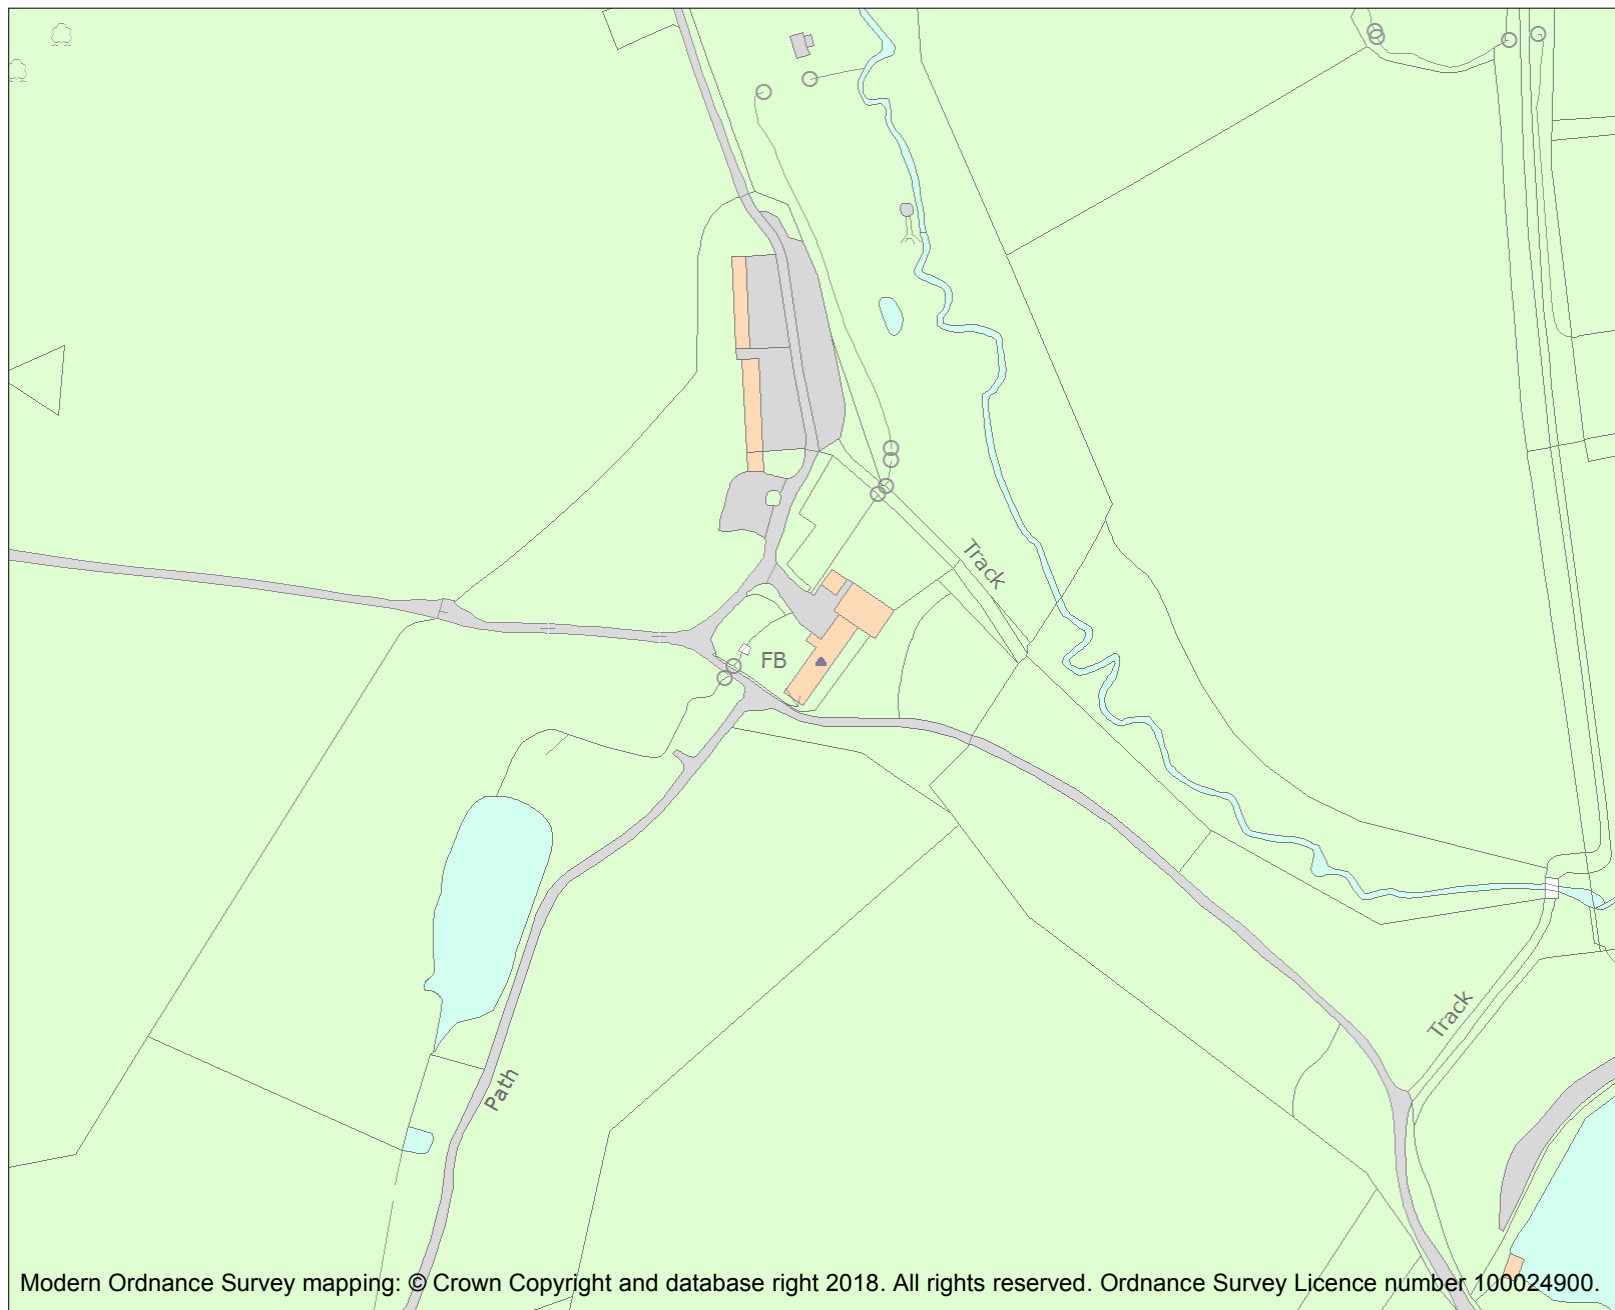 Track
FB
Track
Path
Modern Ordnance Survey mapping: © Crown Copyright and database right 2018. All rights reserved. Ordnance Survey Licence number 100024900.